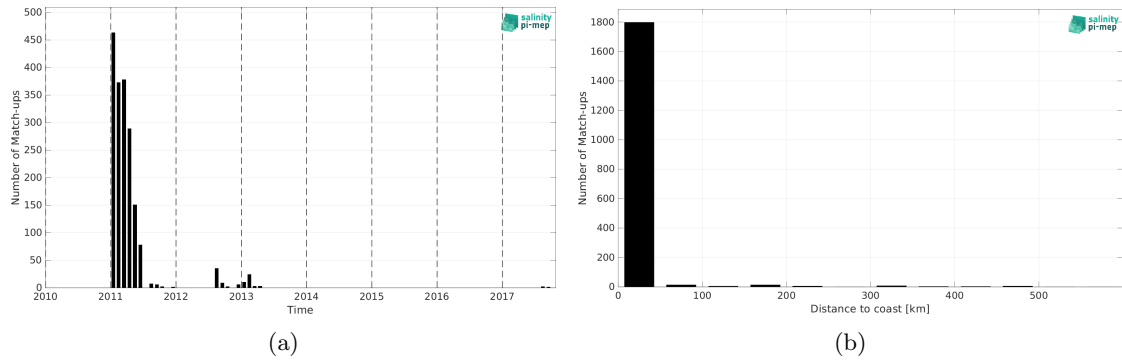 500
450
400
350
300
250
200
150
100
50
0
Number of Match-ups
2010 2011 2012 2013 2014 2015 2016 2017
Time
salinity
pi-mep
(a)
1800
1600
1400
1200
1000
800
600
400
200
0
Number of Match-ups
0 100 200 300 400 500
Distance to coast [km]
salinity
pi-mep
(b)